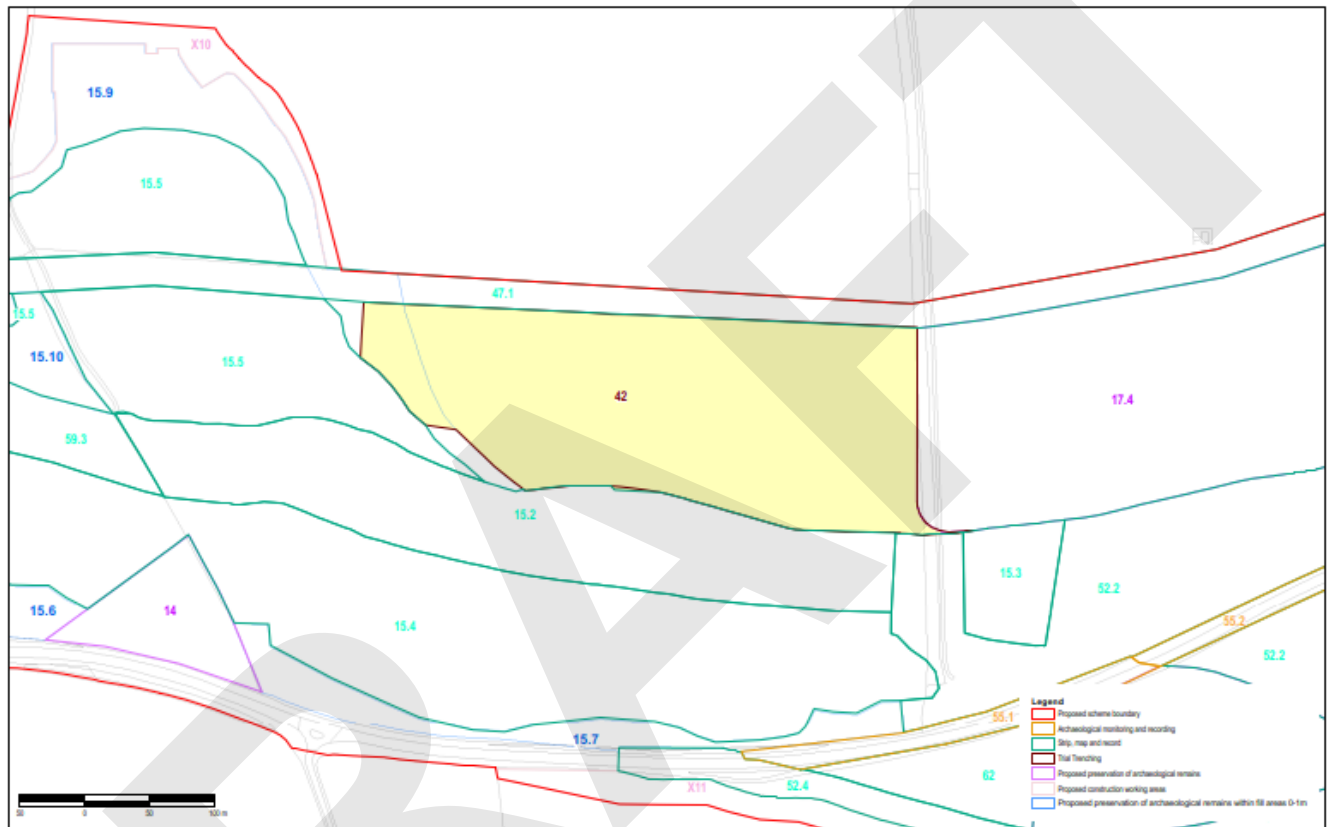 X10
15.9
15.5
47.1
15.5
15.10
15.5
42
17.4
59.3
15.2
15.3
52.2
15.6
14
15.4
55.2
52.2
55.1
15.7
62
X11
52.4
Legend
Proposed scheme boundary
Archaeological monitoring and recording
Strip, map and record
Trial Trenching
Proposed preservation of archaeological remains
Proposed construction working areas
Proposed preservation of archaeological remains within fill areas 0-1m
50 0 50 100 m
DRAFT